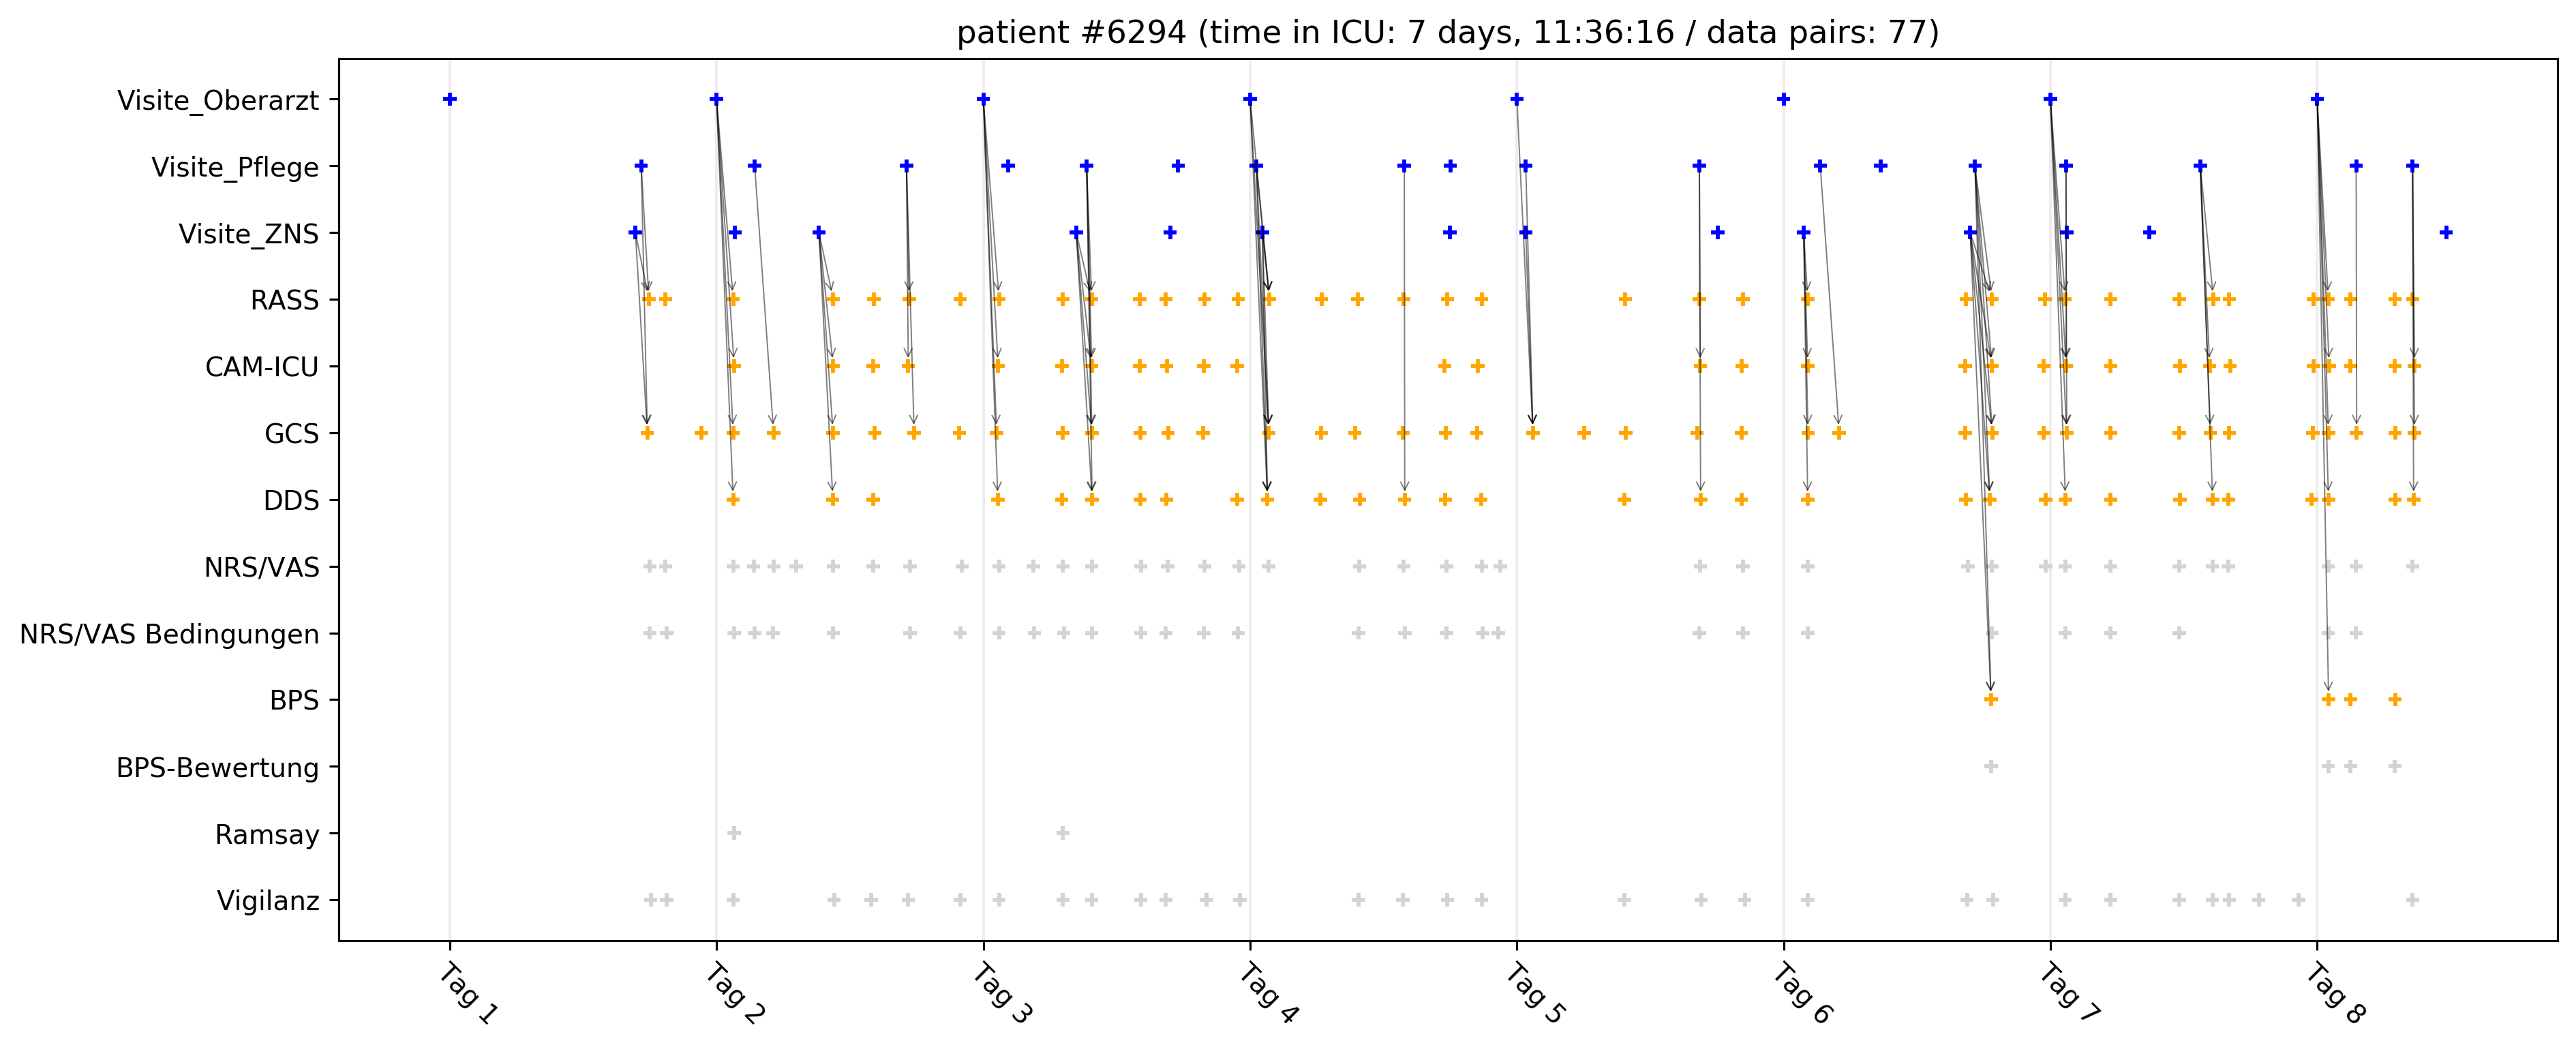 patient #6294 (time in ICU: 7 days, 11:36:16 / data pairs: 77)
Visite_Oberarzt
Visite_Pflege
Visite_ZNS
RASS
CAM-ICU
GCS
DDS
NRS/VAS
NRS/VAS Bedingungen
BPS
BPS-Bewertung
Ramsay
Vigilanz
Tag 1
Tag 2
Tag 3
Tag 4
Tag 5
Tag 6
Tag 7
Tag 8